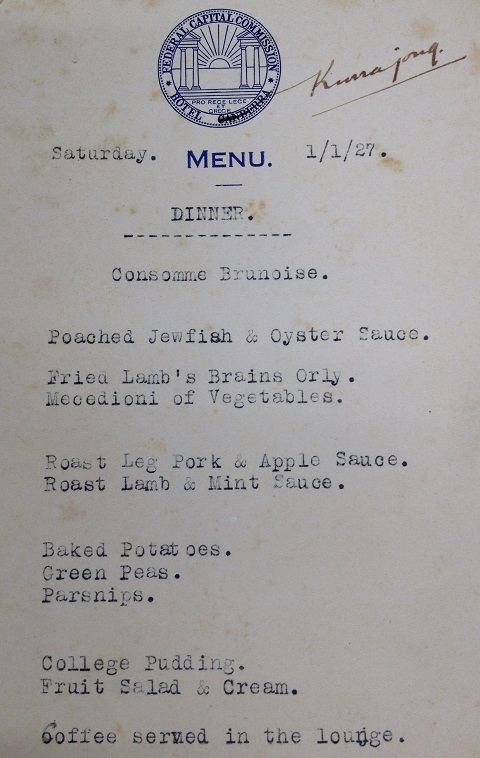 FEDERAL CAPITAL COMMISSION
PRO REGE LEGE
ET
GREGE
HOTEL CANBERRA
Kurrajong.
Saturday. MENU. 1/1/27.
DINNER.
Consomme Brunoise.
Poached Jewfish & Oyster Sauce.
Fried Lamb's Brains Orly.
Mecedioni of Vegetables.
Roast Leg Pork & Apple Sauce.
Roast Lamb & Mint Sauce.
Baked Potatoes.
Green Peas.
Parsnips.
College Pudding.
Fruit Salad & Cream.
Coffee served in the lounge.